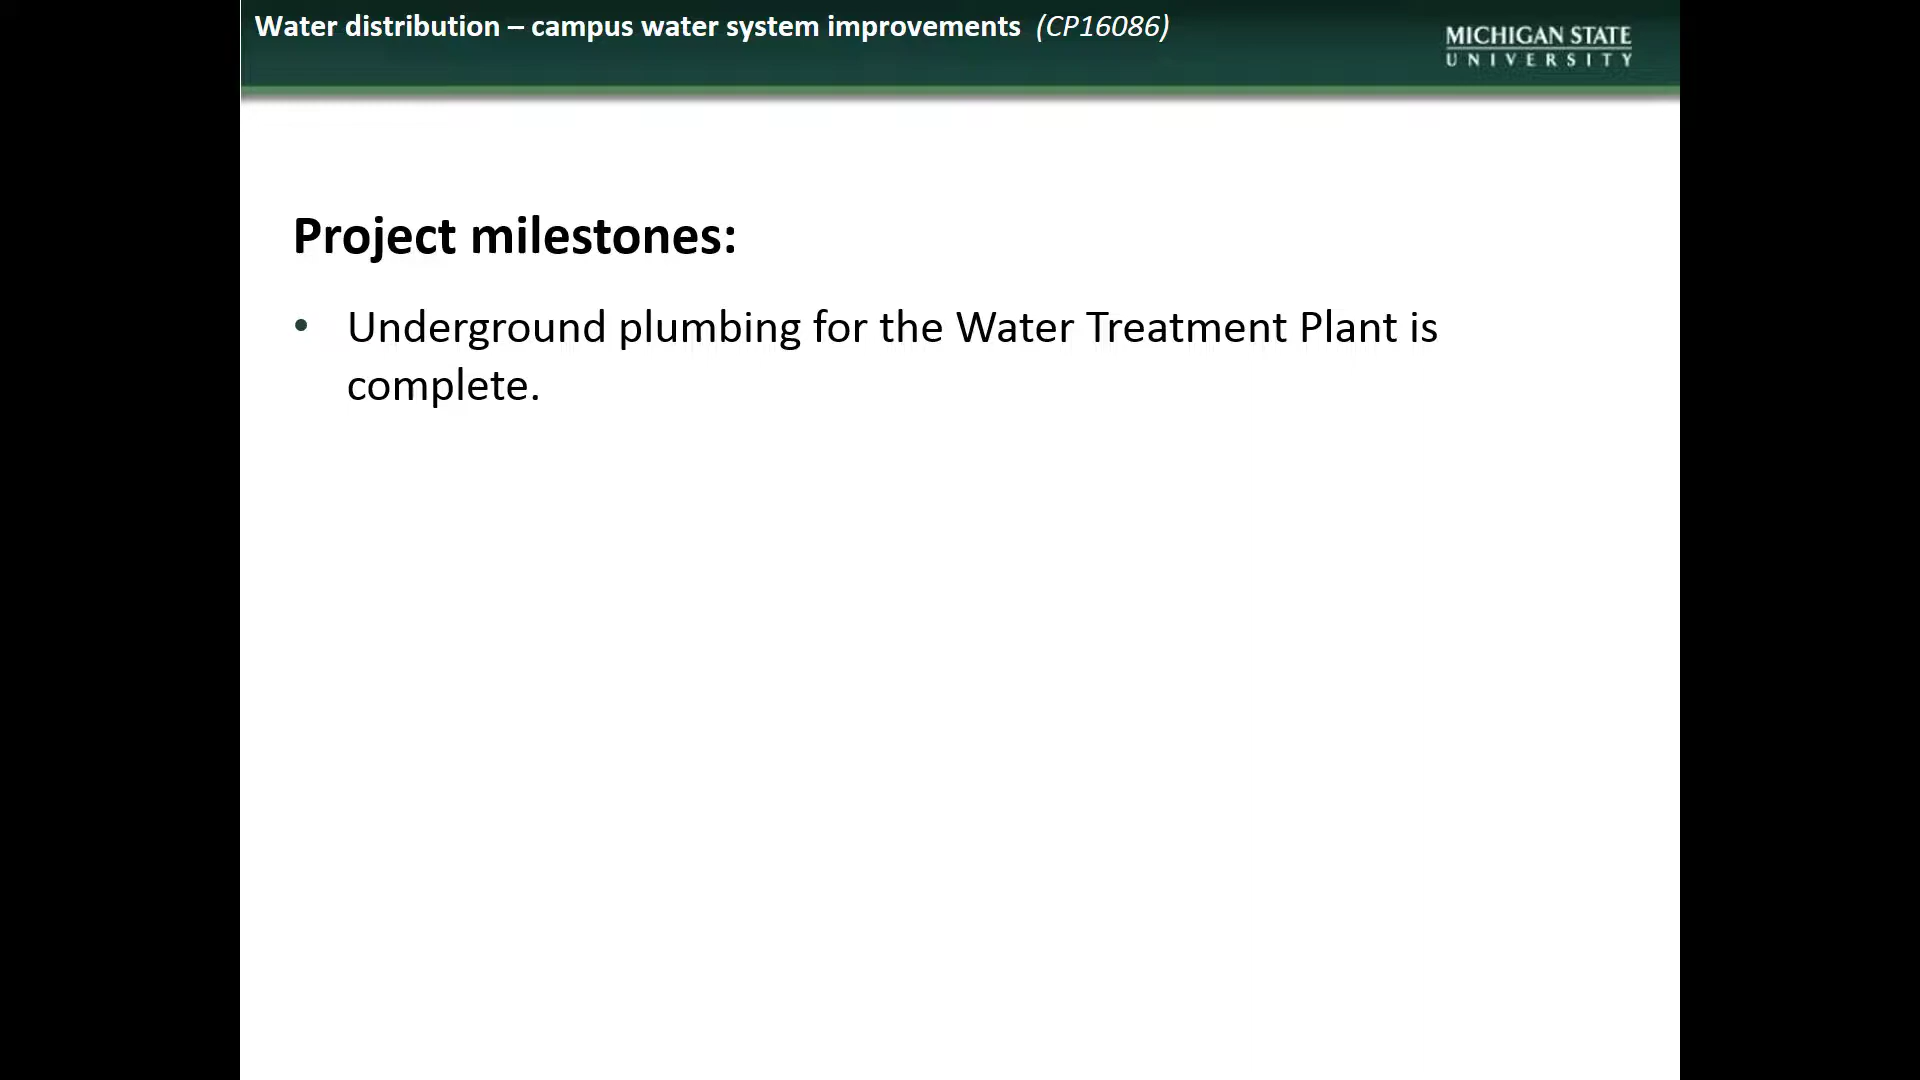 Water distribution – campus water system improvements (CP16086)
MICHIGAN STATE
UNIVERSITY
Project milestones:
• Underground plumbing for the Water Treatment Plant is
complete.